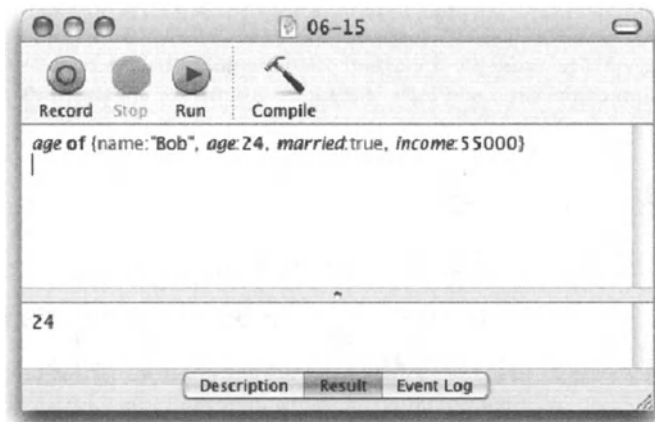 06-15
Record Stop Run Compile
age of {name:"Bob", age:24, married:true, income:55000}
24
Description Result Event Log